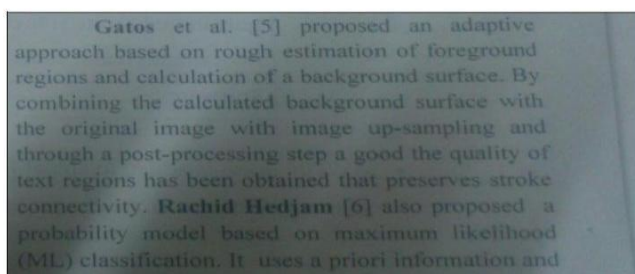 Gatos et al. [5] proposed an adaptive
approach based on rough estimation of foreground
regions and calculation of a background surface. By
combining the calculated background surface with
the original image with image up-sampling and
through a post-processing step a good the quality of
text regions has been obtained that preserves stroke
connectivity. Rachid Hedjam [6] also proposed a
probability model based on maximum likelihood
(ML) classification. It uses a priori information and